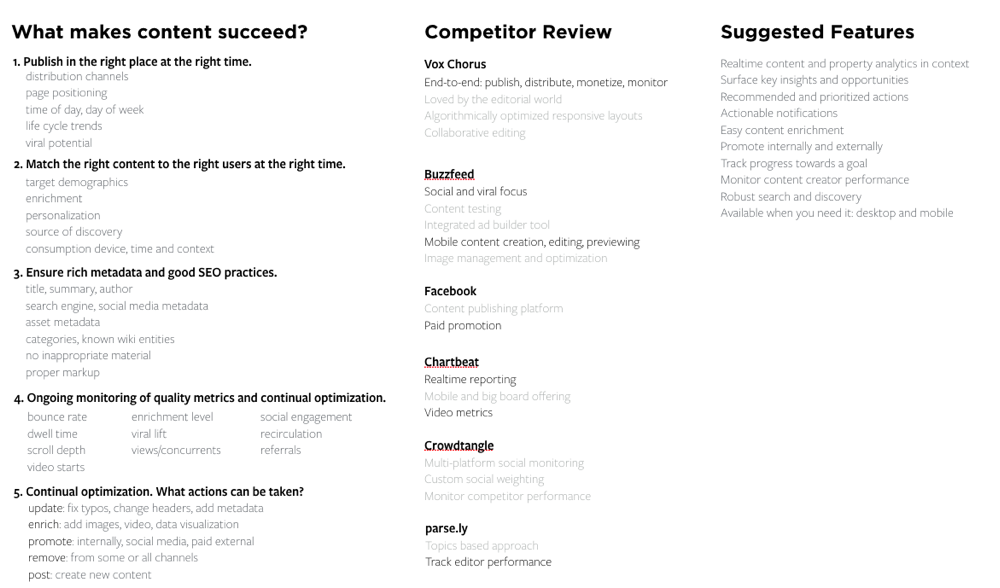 What makes content succeed?
1. Publish in the right place at the right time.
distribution channels
page positioning
time of day, day of week
life cycle trends
viral potential
2. Match the right content to the right users at the right time.
target demographics
enrichment
personalization
source of discovery
consumption device, time and context
3. Ensure rich metadata and good SEO practices.
title, summary, author
search engine, social media metadata
asset metadata
categories, known wiki entities
no inappropriate material
proper markup
4. Ongoing monitoring of quality metrics and continual optimization.
bounce rate enrichment level social engagement
dwell time viral lift recirculation
scroll depth views/concurrents referrals
video starts
5. Continual optimization. What actions can be taken?
update: fix typos, change headers, add metadata
enrich: add images, video, data visualization
promote: internally, social media, paid external
remove: from some or all channels
post: create new content
Competitor Review
Vox Chorus
End-to-end: publish, distribute, monetize, monitor
Loved by the editorial world
Algorithmically optimized responsive layouts
Collaborative editing
Buzzfeed
Social and viral focus
Content testing
Integrated ad builder tool
Mobile content creation, editing, previewing
Image management and optimization
Facebook
Content publishing platform
Paid promotion
Chartbeat
Realtime reporting
Mobile and big board offering
Video metrics
Crowdtangle
Multi-platform social monitoring
Custom social weighting
Monitor competitor performance
parse.ly
Topics based approach
Track editor performance
Suggested Features
Realtime content and property analytics in context
Surface key insights and opportunities
Recommended and prioritized actions
Actionable notifications
Easy content enrichment
Promote internally and externally
Track progress towards a goal
Monitor content creator performance
Robust search and discovery
Available when you need it: desktop and mobile